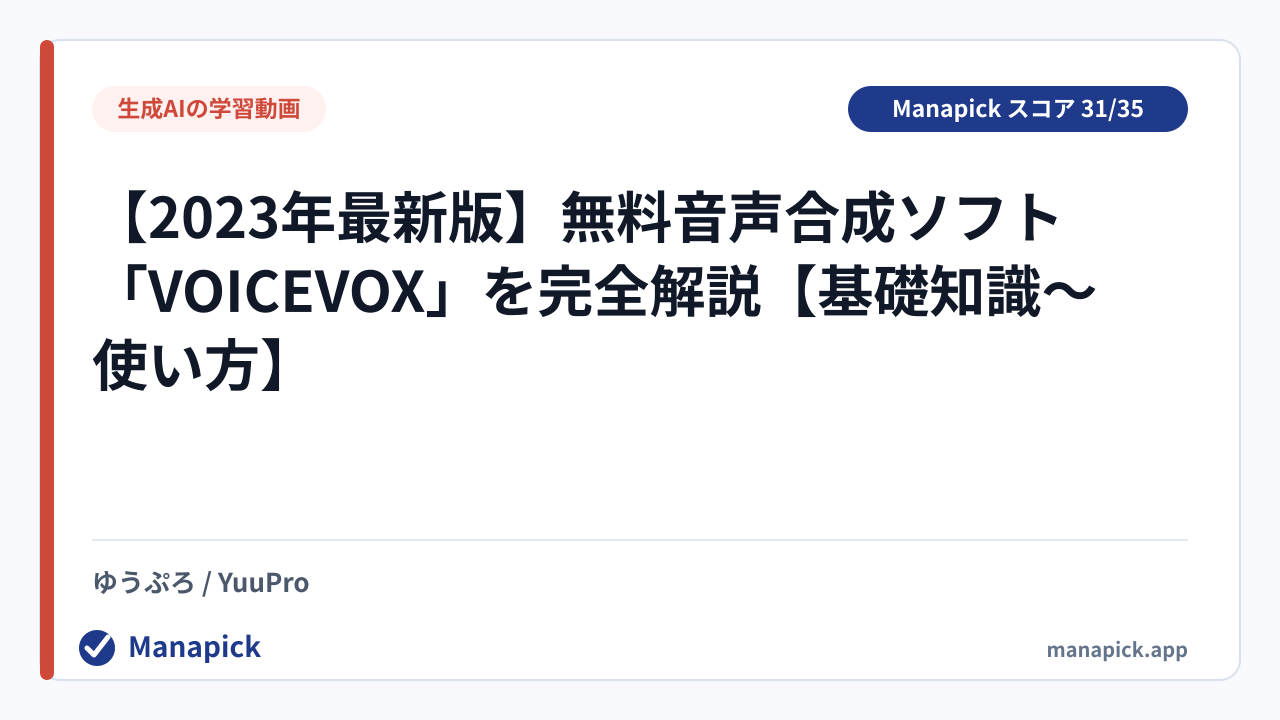 生成AIの学習動画
Manapick スコア 31/35
【2023年最新版】無料音声合成ソフト
「VOICEVOX」を完全解説【基礎知識〜
使い方】
ゆうぷろ / YuuPro
Manapick
manapick.app